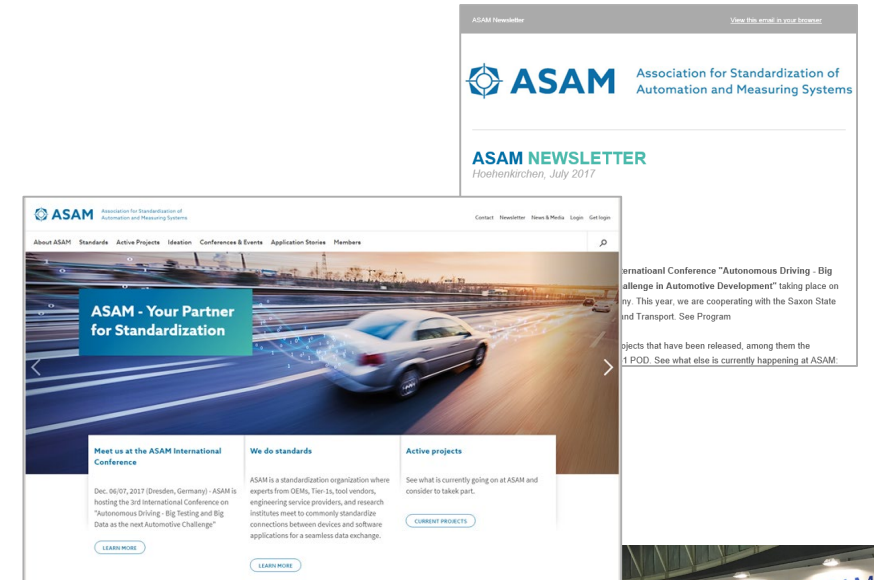 ASAM Newsletter
View this email in your browser
ASAM
Association for Standardization of
Automation and Measuring Systems
ASAM NEWSLETTER
Hoehenkirchen, July 2017
ternatioanl Conference "Autonomous Driving - Big
allenge in Automotive Development" taking place on
ny. This year, we are cooperating with the Saxon State
and Transport. See Program
ojects that have been released, among them the
1 POD. See what else is currently happening at ASAM:
ASAM
Association for Standardization of
Automation and Measuring Systems
Contact Newsletter News & Media Login Get login
About ASAM Standards Active Projects Ideation Conferences & Events Application Stories Members
ASAM - Your Partner
for Standardization
Meet us at the ASAM International
Conference
Dec. 06/07, 2017 (Dresden, Germany) - ASAM is
hosting the 3rd International Conference on
"Autonomous Driving - Big Testing and Big
Data as the next Automotive Challenge"
LEARN MORE
We do standards
ASAM is a standardization organization where
experts from OEMs, Tier-1s, tool vendors,
engineering service providers, and research
institutes meet to commonly standardize
connections between devices and software
applications for a seamless data exchange.
LEARN MORE
Active projects
See what is currently going on at ASAM and
consider to takek part.
CURRENT PROJECTS